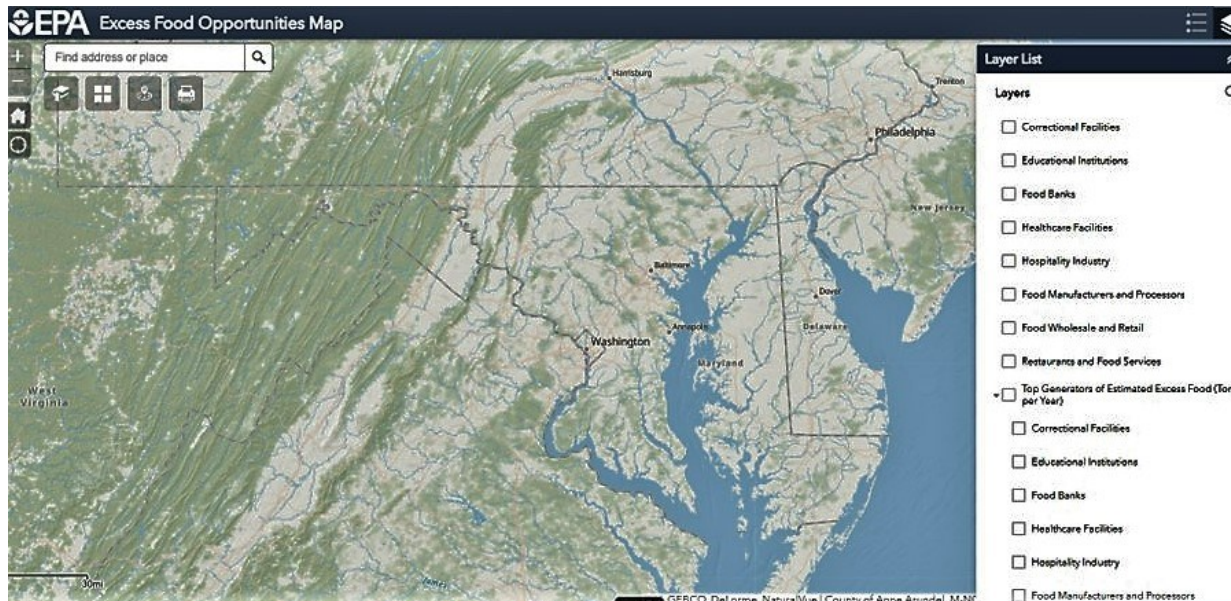 EPA Excess Food Opportunities Map
Find address or place
Layer List
Layers
Correctional Facilities
Educational Institutions
Food Banks
Healthcare Facilities
Hospitality Industry
Food Manufacturers and Processors
Food Wholesale and Retail
Restaurants and Food Services
Top Generators of Estimated Excess Food (Ton
per Year)
Correctional Facilities
Educational Institutions
Food Banks
Healthcare Facilities
Hospitality Industry
Food Manufacturers and Processors
Harrisburg
Trenton
Philadelphia
New Jersey
Baltimore
Dover
Annapolis
Delaware
Washington
Maryland
West
Virginia
James
30mi
GEBCO, DeLorme, NaturalVue | County of Anne Arundel, M-NC